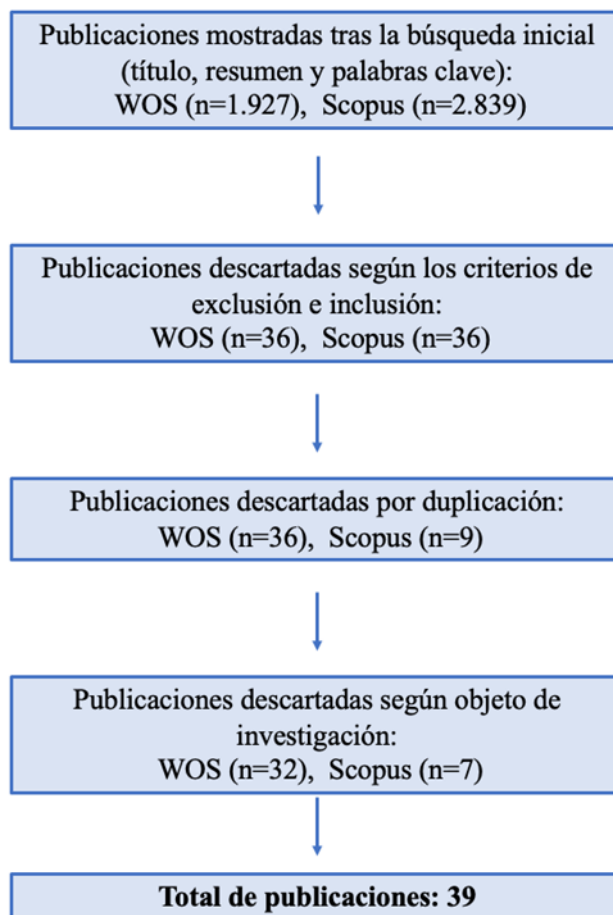 Publicaciones mostradas tras la búsqueda inicial
(título, resumen y palabras clave):
WOS (n=1.927), Scopus (n=2.839)
Publicaciones descartadas según los criterios de
exclusión e inclusión:
WOS (n=36), Scopus (n=36)
Publicaciones descartadas por duplicación:
WOS (n=36), Scopus (n=9)
Publicaciones descartadas según objeto de
investigación:
WOS (n=32), Scopus (n=7)
Total de publicaciones: 39